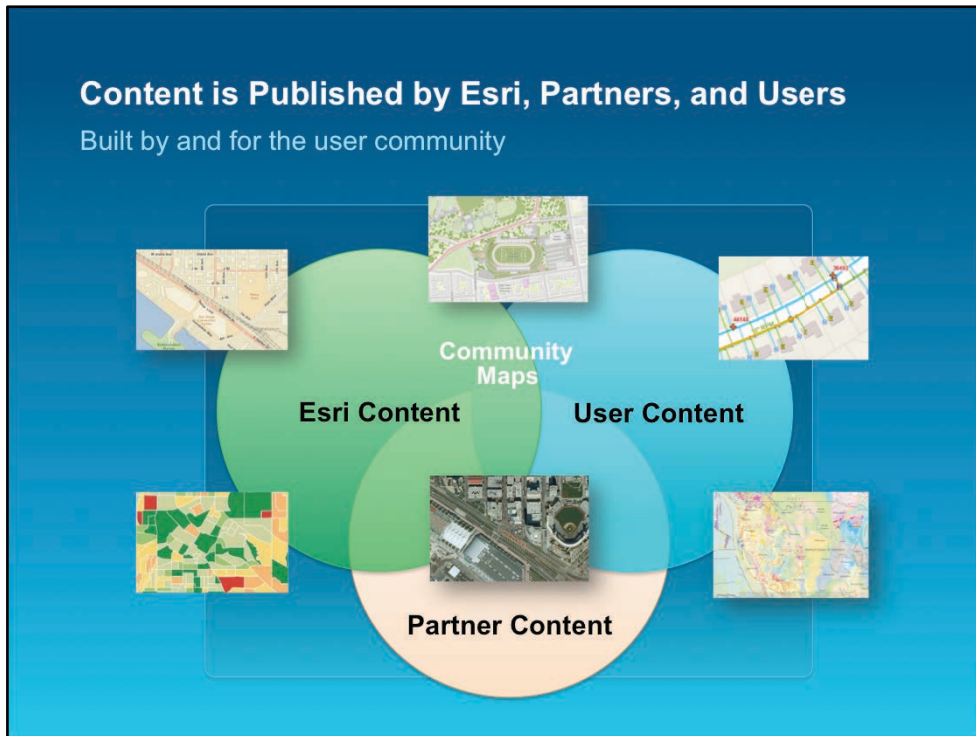 Content is Published by Esri, Partners, and Users
Built by and for the user community
Community
Maps
Esri Content
User Content
Partner Content